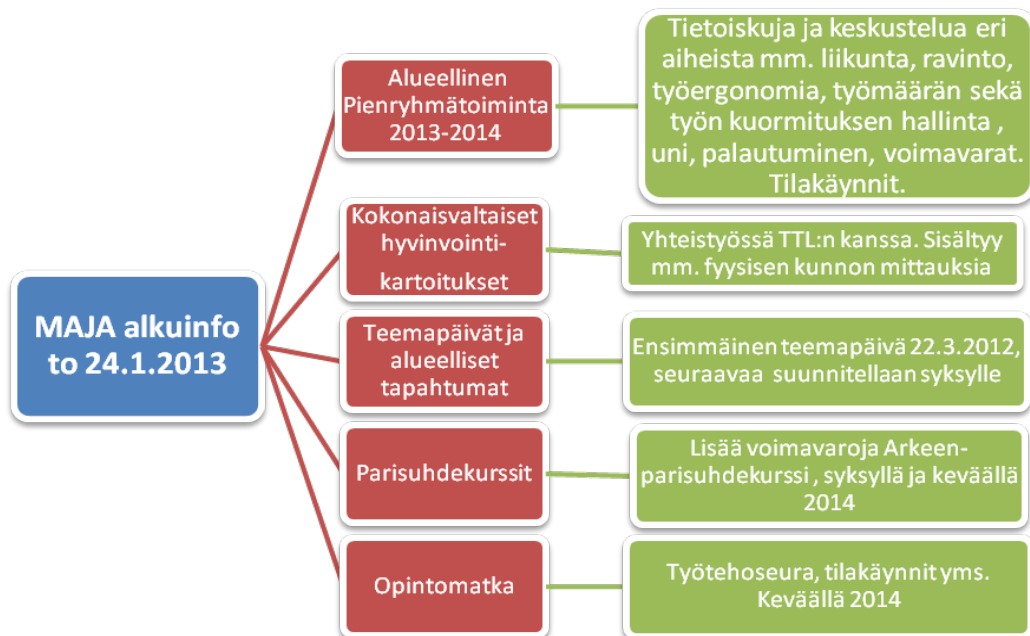 MAJA alkuinfo
to 24.1.2013
Alueellinen
Pienryhmätoiminta
2013-2014
Tietoiskuja ja keskustelua eri
aiheista mm. liikunta, ravinto,
työergonomia, työmäärän sekä
työn kuormituksen hallinta ,
uni, palautuminen, voimavarat.
Tilakäynnit.
Kokonaisvaltaiset
hyvinvointi-
kartoitukset
Yhteistyössä TTL:n kanssa. Sisältyy
mm. fyysisen kunnon mittauksia
Teemapäivät ja
alueelliset
tapahtumat
Ensimmäinen teemapäivä 22.3.2012,
seuraavaa suunnitellaan syksylle
Parisuhdekurssit
Lisää voimavaroja Arkeen-
parisuhdekurssi , syksyllä ja keväällä
2014
Opintomatka
Työtehoseura, tilakäynnit yms.
Keväällä 2014